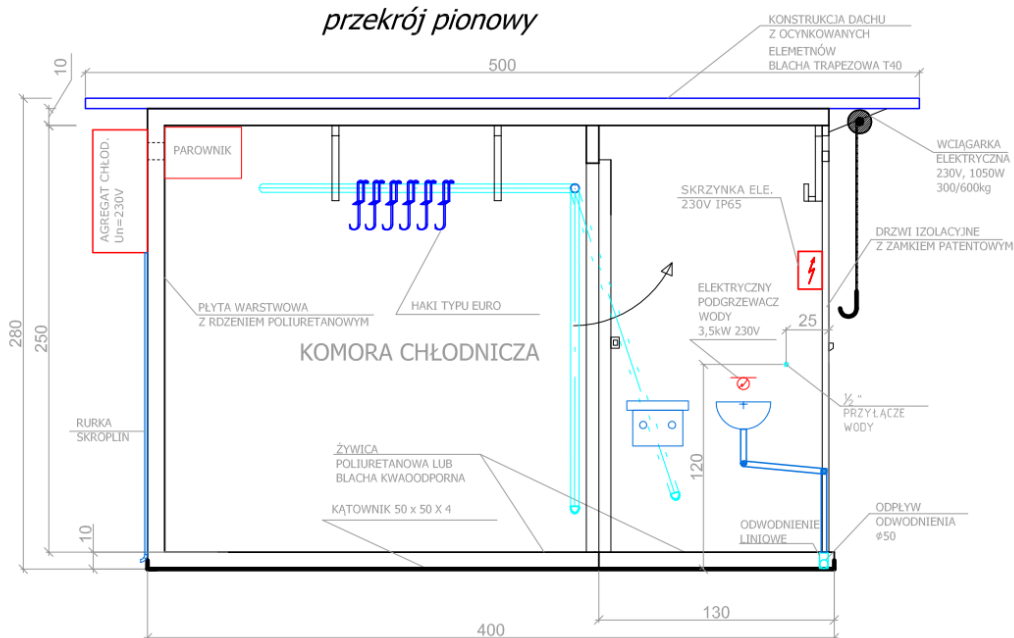 przekrój pionowy
KONSTRUKCJA DACHU
Z OCYNKOWANYCH
ELEMETNÓW
BLACHA TRAPEZOWA T40
10
500
AGREGAT CHŁOD.
Un=230V
PAROWNIK
WCIĄGARKA
ELEKTRYCZNA
230V, 1050W
300/600kg
SKRZYNKA ELE.
230V IP65
DRZWI IZOLACYJNE
Z ZAMKIEM PATENTOWYM
ELEKTRYCZNY
PODGRZEWACZ
WODY
3,5kW 230V
25
PŁYTA WARSTWOWA
Z RDZENIEM POLIURETANOWYM
HAKI TYPU EURO
280
250
KOMORA CHŁODNICZA
½ "
PRZYŁĄCZE
WODY
RURKA
SKROPLIN
ŻYWICA
POLIURETANOWA LUB
BLACHA KWAOODPORNA
120
KĄTOWNIK 50 x 50 X 4
10
ODWODNIENIE
LINIOWE
ODPŁYW
ODWODNIENIA
ø50
130
400